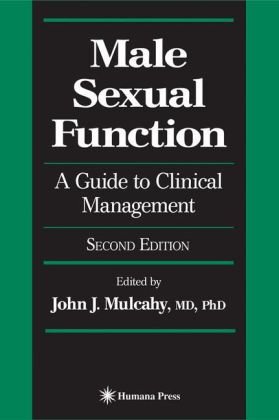 Male
Sexual
Function
A Guide to Clinical
Management
SECOND EDITION
Edited by
John J. Mulcahy, MD, PhD
Humana Press